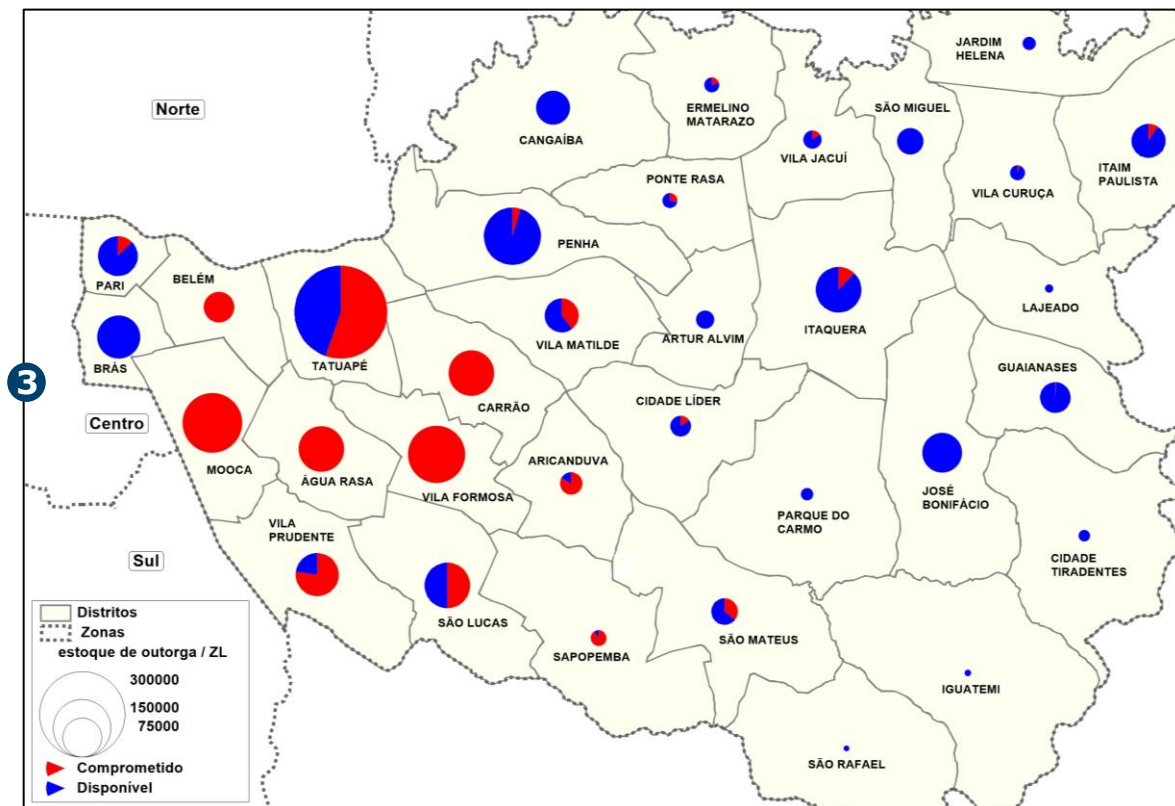 JARDIM
HELENA
Norte
ERMELINO
MATARAZO
SÃO MIGUEL
CANGAÍBA
VILA JACUÍ
ITAIM
PAULISTA
PONTE RASA
VILA CURUÇA
PENHA
PARI
BELÉM
LAJEADO
ITAQUERA
VILA MATILDE
ARTUR ALVIM
BRÁS
TATUAPÉ
GUAIANASES
3
CARRÃO
CIDADE LÍDER
Centro
ARICANDUVA
MOOCA
ÁGUA RASA
VILA FORMOSA
JOSÉ
BONIFÁCIO
PARQUE DO
CARMO
VILA
PRUDENTE
Sul
CIDADE
TIRADENTES
SÃO LUCAS
SÃO MATEUS
SAPOPEMBA
IGUATEMI
SÃO RAFAEL
Distritos
Zonas
estoque de outorga / ZL
300000
150000
75000
Comprometido
Disponível